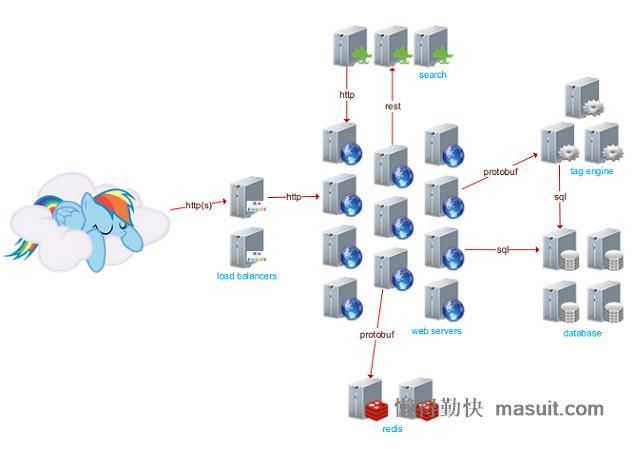 search
http
rest
tag engine
protobuf
http(s)
http
sql
sql
load balancers
web servers
database
protobuf
懒得勤快 masuit.com
redis